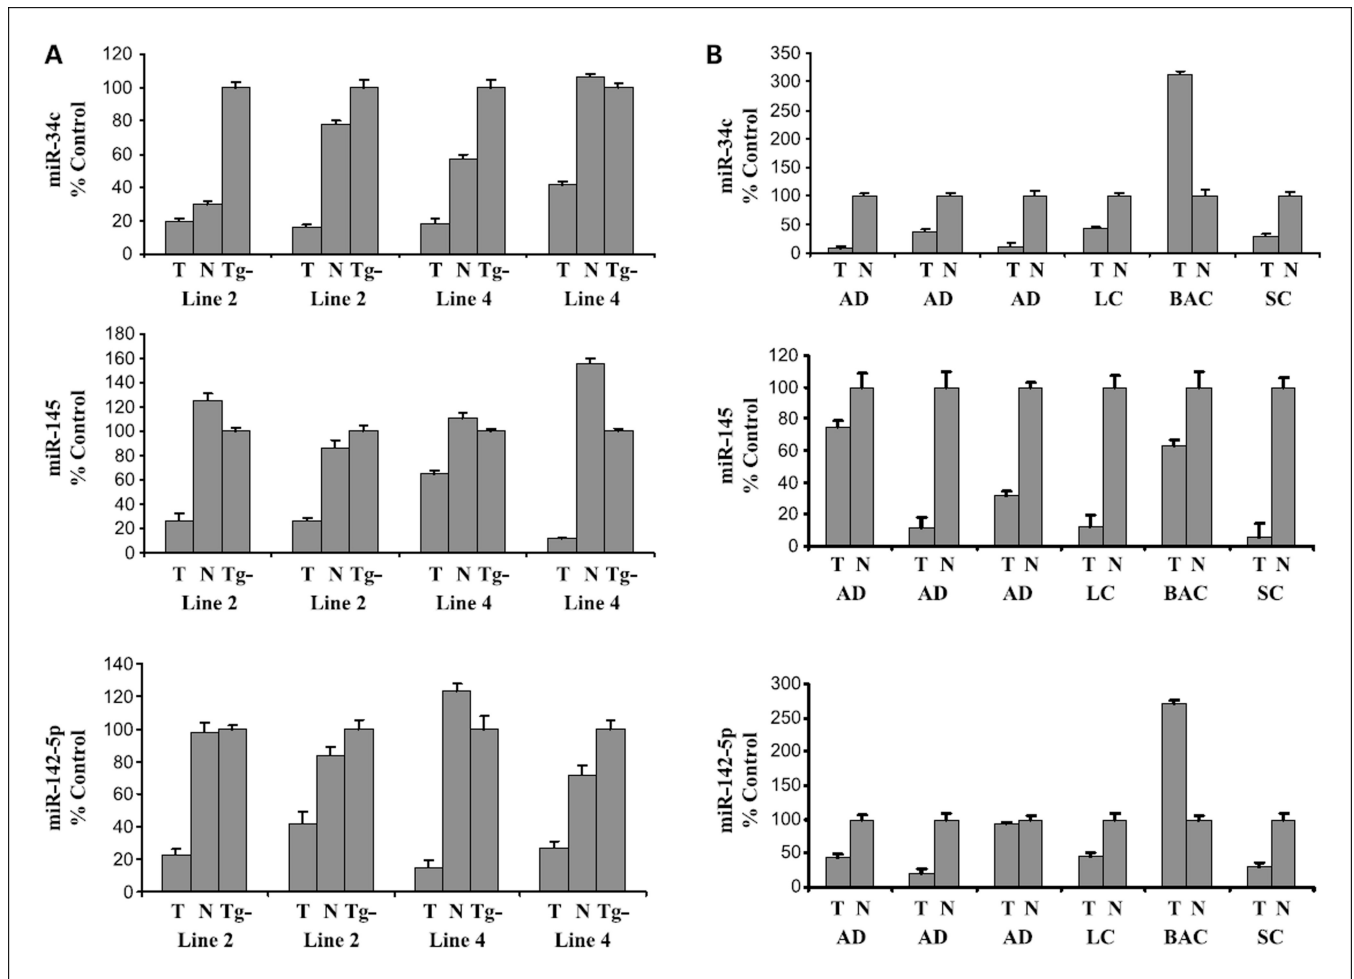 A
miR-34c
% Control
120
100
80
60
40
20
0
T N Tg- T N Tg- T N Tg- T N Tg-
Line 2 Line 2 Line 4 Line 4
miR-145
% Control
180
160
140
120
100
80
60
40
20
0
T N Tg- T N Tg- T N Tg- T N Tg-
Line 2 Line 2 Line 4 Line 4
miR-142-5p
% Control
140
120
100
80
60
40
20
0
T N Tg- T N Tg- T N Tg- T N Tg-
Line 2 Line 2 Line 4 Line 4
B
miR-34c
% Control
350
300
250
200
150
100
50
0
T N T N T N T N T N T N
AD AD AD LC BAC SC
miR-145
% Control
120
100
80
60
40
20
0
T N T N T N T N T N T N
AD AD AD LC BAC SC
miR-142-5p
% Control
300
250
200
150
100
50
0
T N T N T N T N T N T N
AD AD AD LC BAC SC